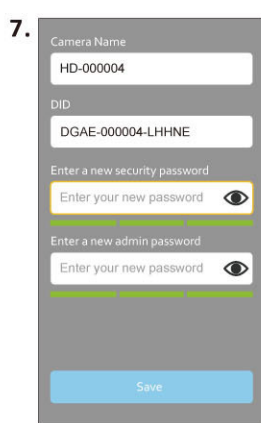 7.
Camera Name
HD-000004
DID
DGAE-000004-LHHNE
Enter a new security password
Enter your new password
Enter a new admin password
Enter your new password
Save